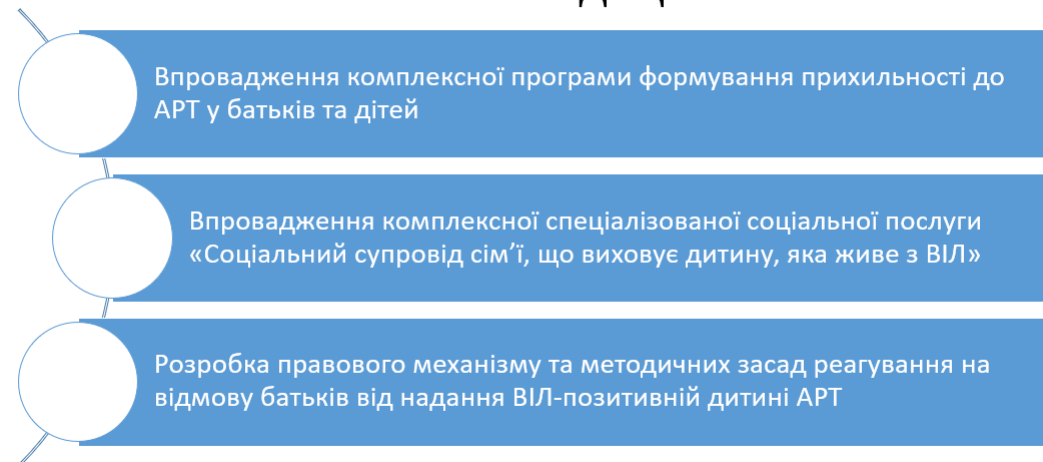 Впровадження комплексної програми формування прихильності до
АРТ у батьків та дітей
Впровадження комплексної спеціалізованої соціальної послуги
«Соціальний супровід сім’ї, що виховує дитину, яка живе з ВІЛ»
Розробка правового механізму та методичних засад реагування на
відмову батьків від надання ВІЛ-позитивній дитині АРТ